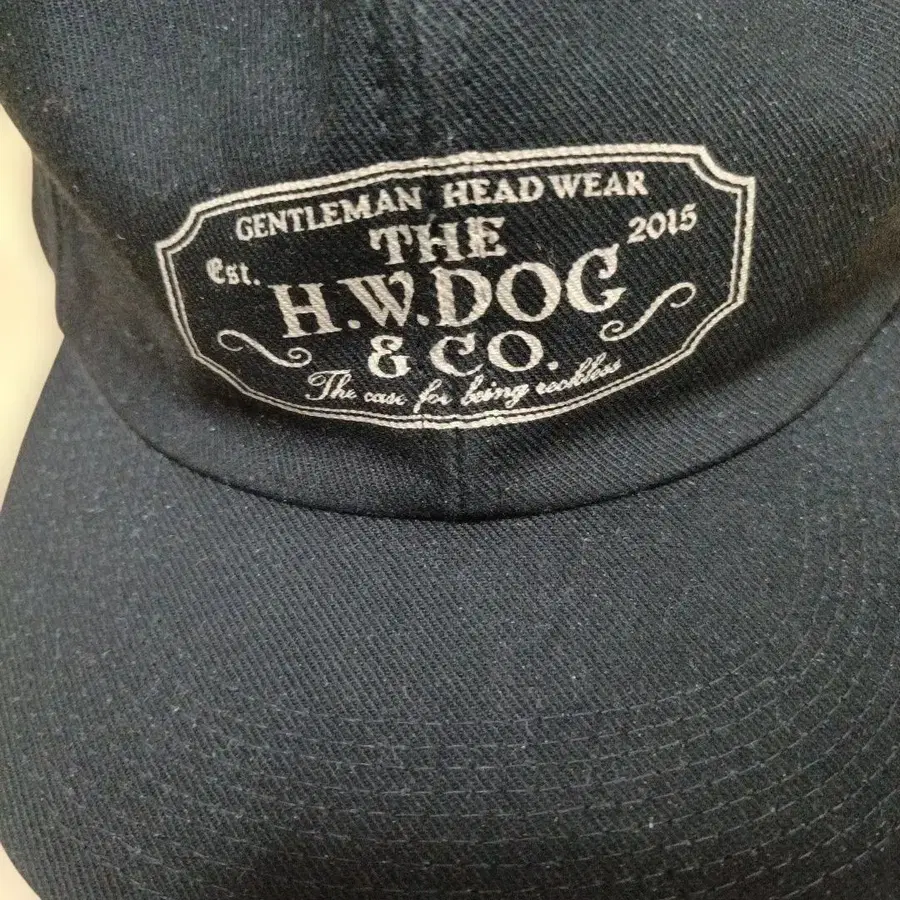 GENTLEMAN HEAD WEAR
THE
Est. 2015
H.W.DOG
& CO.
The case for being reckless